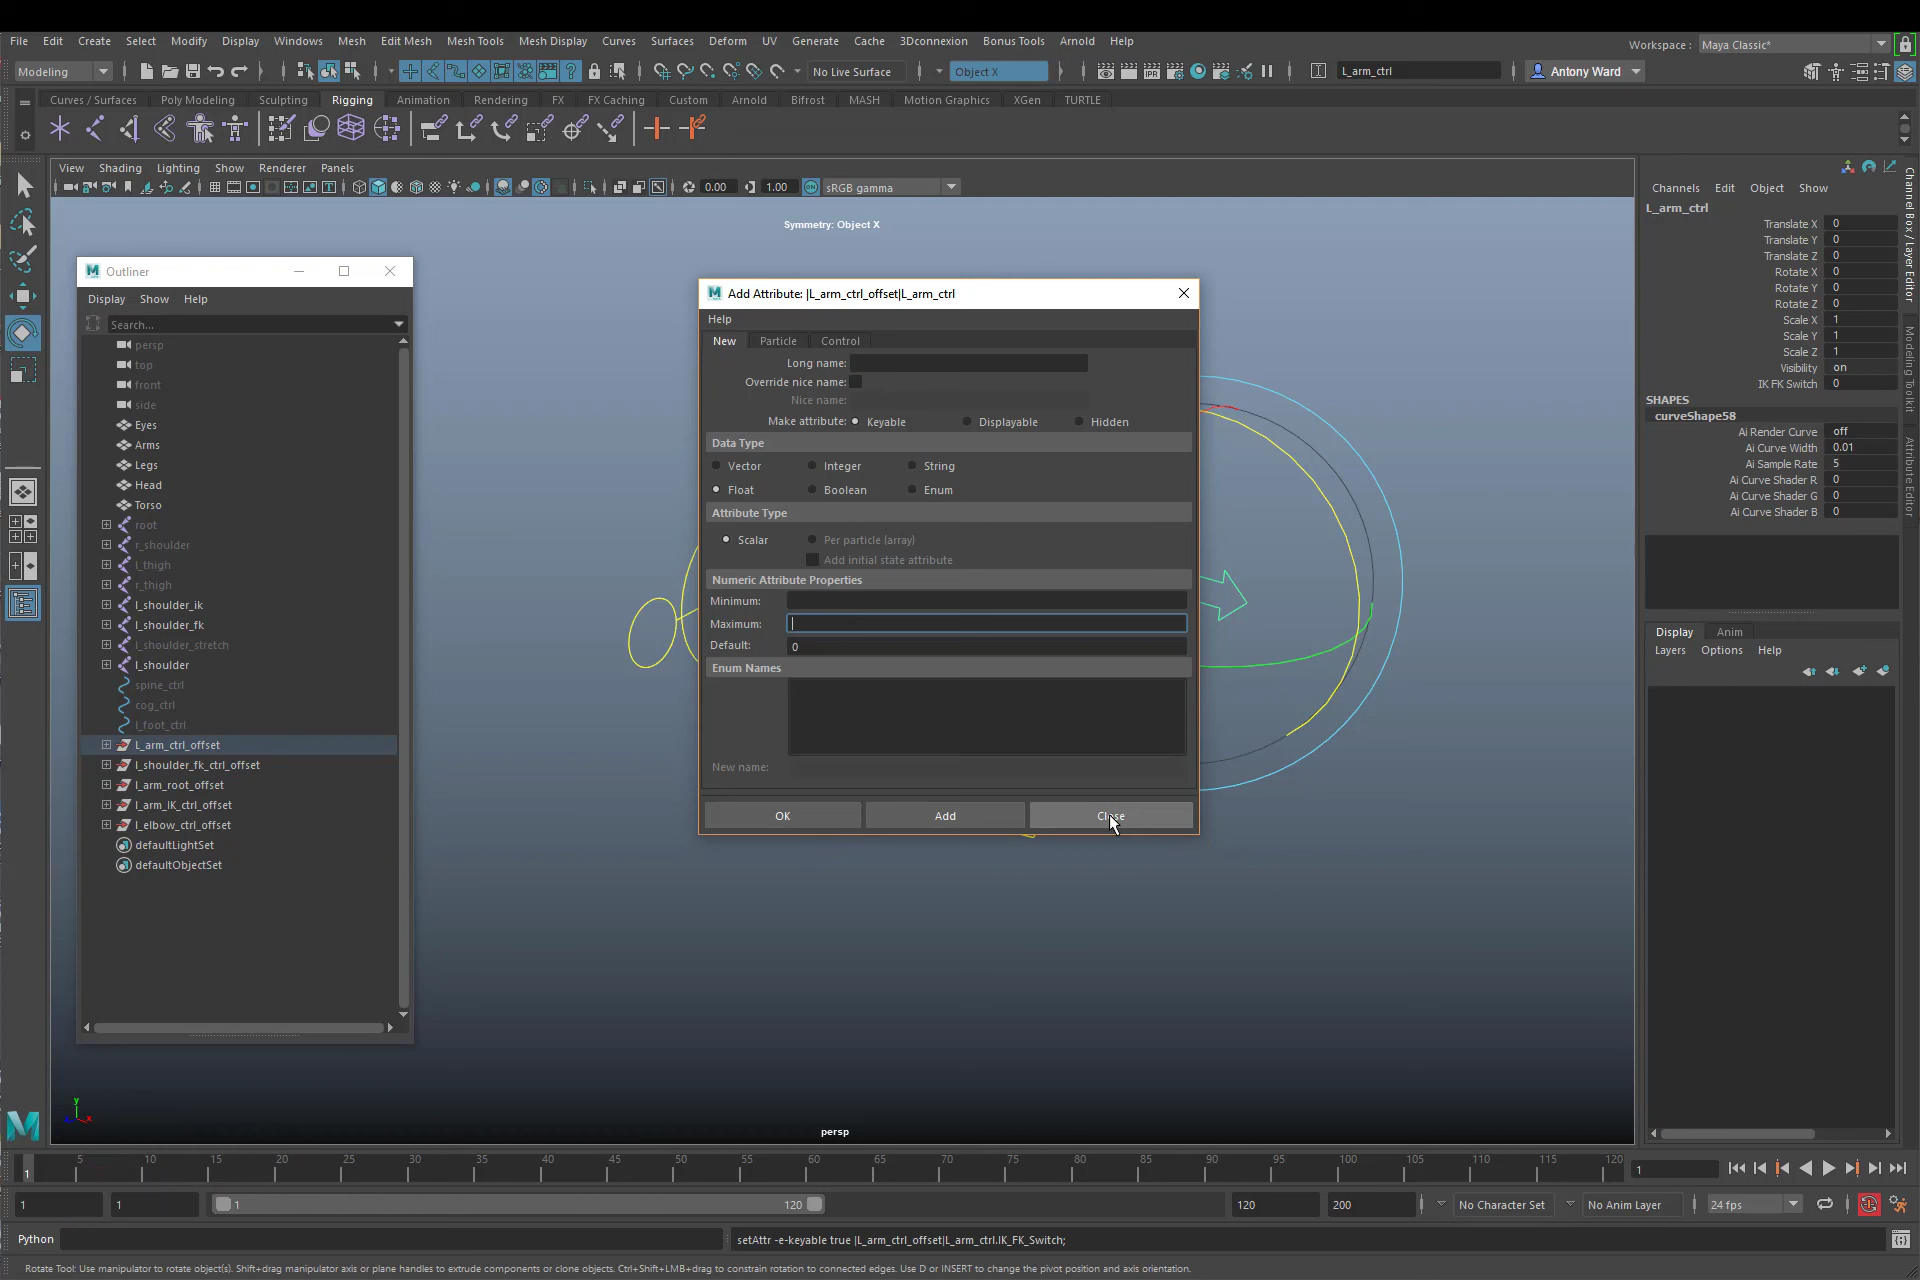 File Edit Create Select Modify Display Windows Mesh Edit Mesh Mesh Tools Mesh Display Curves Surfaces Deform UV Generate Cache 3Dconnexion Bonus Tools Arnold Help Workspace : Maya Classic*
Modeling No Live Surface Object X L_arm_ctrl Antony Ward
Curves / Surfaces Poly Modeling Sculpting Rigging Animation Rendering FX FX Caching Custom Arnold Bifrost MASH Motion Graphics XGen TURTLE
View Shading Lighting Show Renderer Panels
0.00 1.00 sRGB gamma
Symmetry: Object X
Outliner
Display Show Help
Search...
persp
top
front
side
Eyes
Arms
Legs
Head
Torso
root
r_shoulder
l_thigh
r_thigh
l_shoulder_ik
l_shoulder_fk
l_shoulder_stretch
l_shoulder
spine_ctrl
cog_ctrl
l_foot_ctrl
L_arm_ctrl_offset
l_shoulder_fk_ctrl_offset
l_arm_root_offset
l_arm_IK_ctrl_offset
l_elbow_ctrl_offset
defaultLightSet
defaultObjectSet
Add Attribute: |L_arm_ctrl_offset|L_arm_ctrl
Help
New Particle Control
Long name:
Override nice name:
Nice name:
Make attribute: Keyable Displayable Hidden
Data Type
Vector Integer String
Float Boolean Enum
Attribute Type
Scalar Per particle (array)
Add initial state attribute
Numeric Attribute Properties
Minimum:
Maximum:
Default: 0
Enum Names
New name:
OK Add Close
Channels Edit Object Show
L_arm_ctrl
Translate X 0
Translate Y 0
Translate Z 0
Rotate X 0
Rotate Y 0
Rotate Z 0
Scale X 1
Scale Y 1
Scale Z 1
Visibility on
IK FK Switch 0
SHAPES
curveShape58
Ai Render Curve off
Ai Curve Width 0.01
Ai Sample Rate 5
Ai Curve Shader R 0
Ai Curve Shader G 0
Ai Curve Shader B 0
Display Anim
Layers Options Help
Channel Box / Layer Editor
Modeling Toolkit
Attribute Editor
y
x
persp
1 5 10 15 20 25 30 35 40 45 50 55 60 65 70 75 80 85 90 95 100 105 110 115 120 1
1 1 1 120 120 200 No Character Set No Anim Layer 24 fps
Python setAttr -e-keyable true |L_arm_ctrl_offset|L_arm_ctrl.IK_FK_Switch;
Rotate Tool: Use manipulator to rotate object(s). Shift+drag manipulator axis or plane handles to extrude components or clone objects. Ctrl+Shift+LMB+drag to constrain rotation to connected edges. Use D or INSERT to change the pivot position and axis orientation.